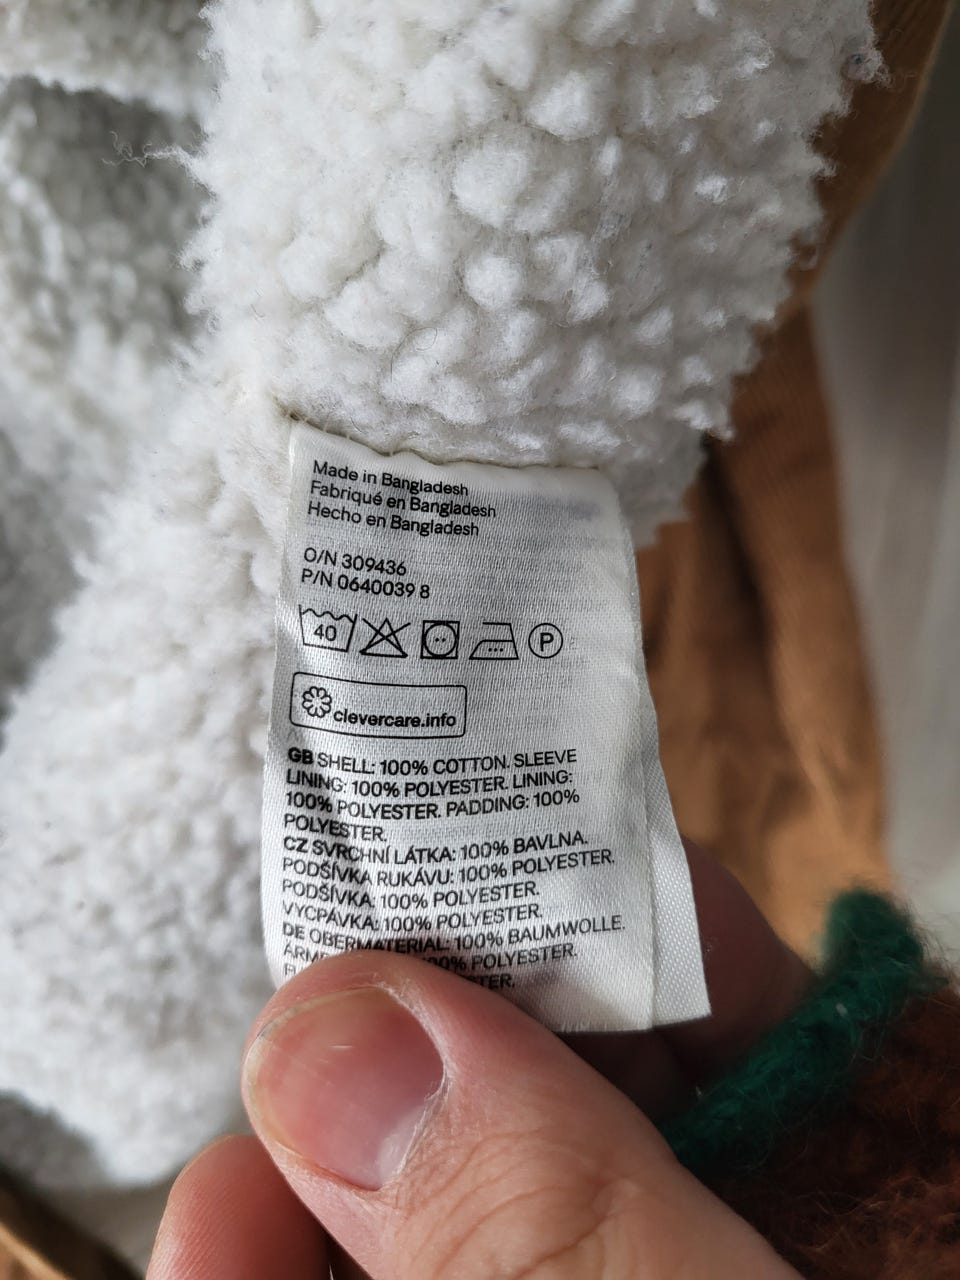 Made in Bangladesh
Fabriqué en Bangladesh
Hecho en Bangladesh
O/N 309436
P/N 0640039 8
40 P
clevercare.info
GB SHELL: 100% COTTON. SLEEVE
LINING: 100% POLYESTER. LINING:
100% POLYESTER. PADDING: 100%
POLYESTER.
CZ SVRCHNÍ LÁTKA: 100% BAVLNA.
PODŠÍVKA RUKÁVU: 100% POLYESTER.
PODŠÍVKA: 100% POLYESTER.
VYCPÁVKA: 100% POLYESTER.
DE OBERMATERIAL: 100% BAUMWOLLE.
POLYESTER.